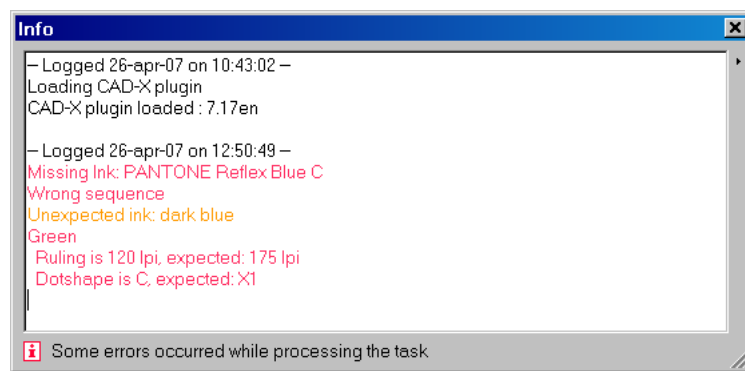 Info
– Logged 26-apr-07 on 10:43:02 –
Loading CAD-X plugin
CAD-X plugin loaded : 7.17en
– Logged 26-apr-07 on 12:50:49 –
Missing Ink: PANTONE Reflex Blue C
Wrong sequence
Unexpected ink: dark blue
Green
Ruling is 120 lpi, expected: 175 lpi
Dotshape is C, expected: X1
Some errors occurred while processing the task